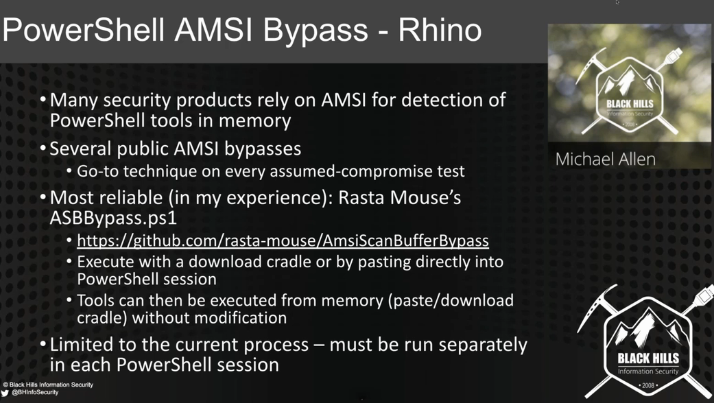 PowerShell AMSI Bypass - Rhino
BLACK HILLS
Information Security
• 2008 •
Michael Allen
• Many security products rely on AMSI for detection of
PowerShell tools in memory
• Several public AMSI bypasses
• Go-to technique on every assumed-compromise test
• Most reliable (in my experience): Rasta Mouse’s
ASBBypass.ps1
• https://github.com/rasta-mouse/AmsiScanBufferBypass
• Execute with a download cradle or by pasting directly into
PowerShell session
• Tools can then be executed from memory (paste/download
cradle) without modification
• Limited to the current process – must be run separately
in each PowerShell session
BLACK HILLS
Information Security
• 2008 •
© Black Hills Information Security
@BHInfoSecurity